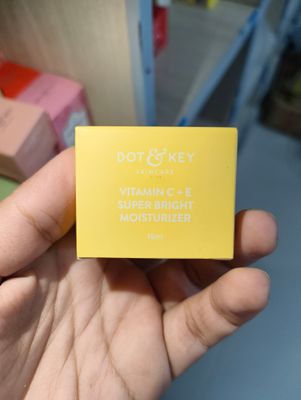 DOT & KEY
SKINCARE
VITAMIN C + E
SUPER BRIGHT
MOISTURIZER